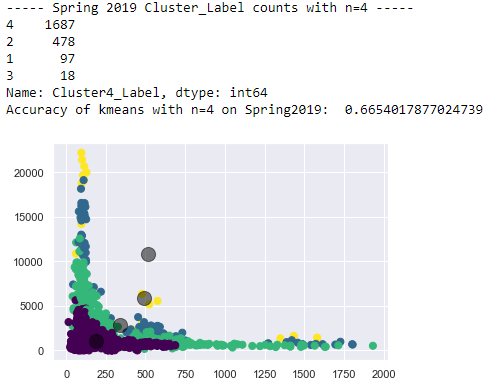 ----- Spring 2019 Cluster_Label counts with n=4 -----
4    1687
2     478
1      97
3      18
Name: Cluster4_Label, dtype: int64
Accuracy of kmeans with n=4 on Spring2019:  0.6654017877024739
20000
15000
10000
5000
0
0 250 500 750 1000 1250 1500 1750 2000